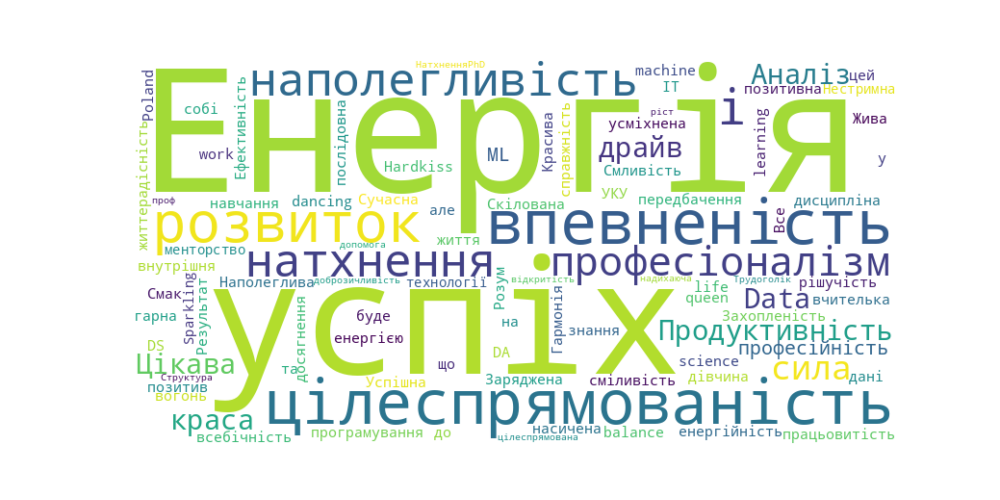 НатхненняPhD
Енергія
наполегливість
machine
Аналіз
цей
Poland
собі
IT
позитивна
Нестримна
і
Ефективність
послідовна
Красива
справжність
ріст
усміхнена
learning
Жива
work
Hardkiss
ML
драйв
Смливість
у
життєрадісність
проф
навчання
dancing
Сучасна
Скілована
УКУ
передбачення
дисципліна
розвиток
але
впевненість
Все
менторство
допомога
життя
внутрішня
натхнення
професіоналізм
Наполеглива
доброзичливість
технології
Розум
відкритість
надихаюча
Трудоголік
рішучість
Смак
Sparkling
Результат
успіх
life
queen
Data
вчителька
гарна
досягнення
буде
на
Гармонія
знання
Захопленість
Продуктивність
енергією
DS
DA
професійність
Цікава
що
science
сила
Структура
та
позитив
Успішна
Заряджена
сміливість
дівчина
дані
вогонь
цілеспрямованість
краса
всебічність
програмування
до
цілеспрямована
насичена
balance
енергійність
працьовитість